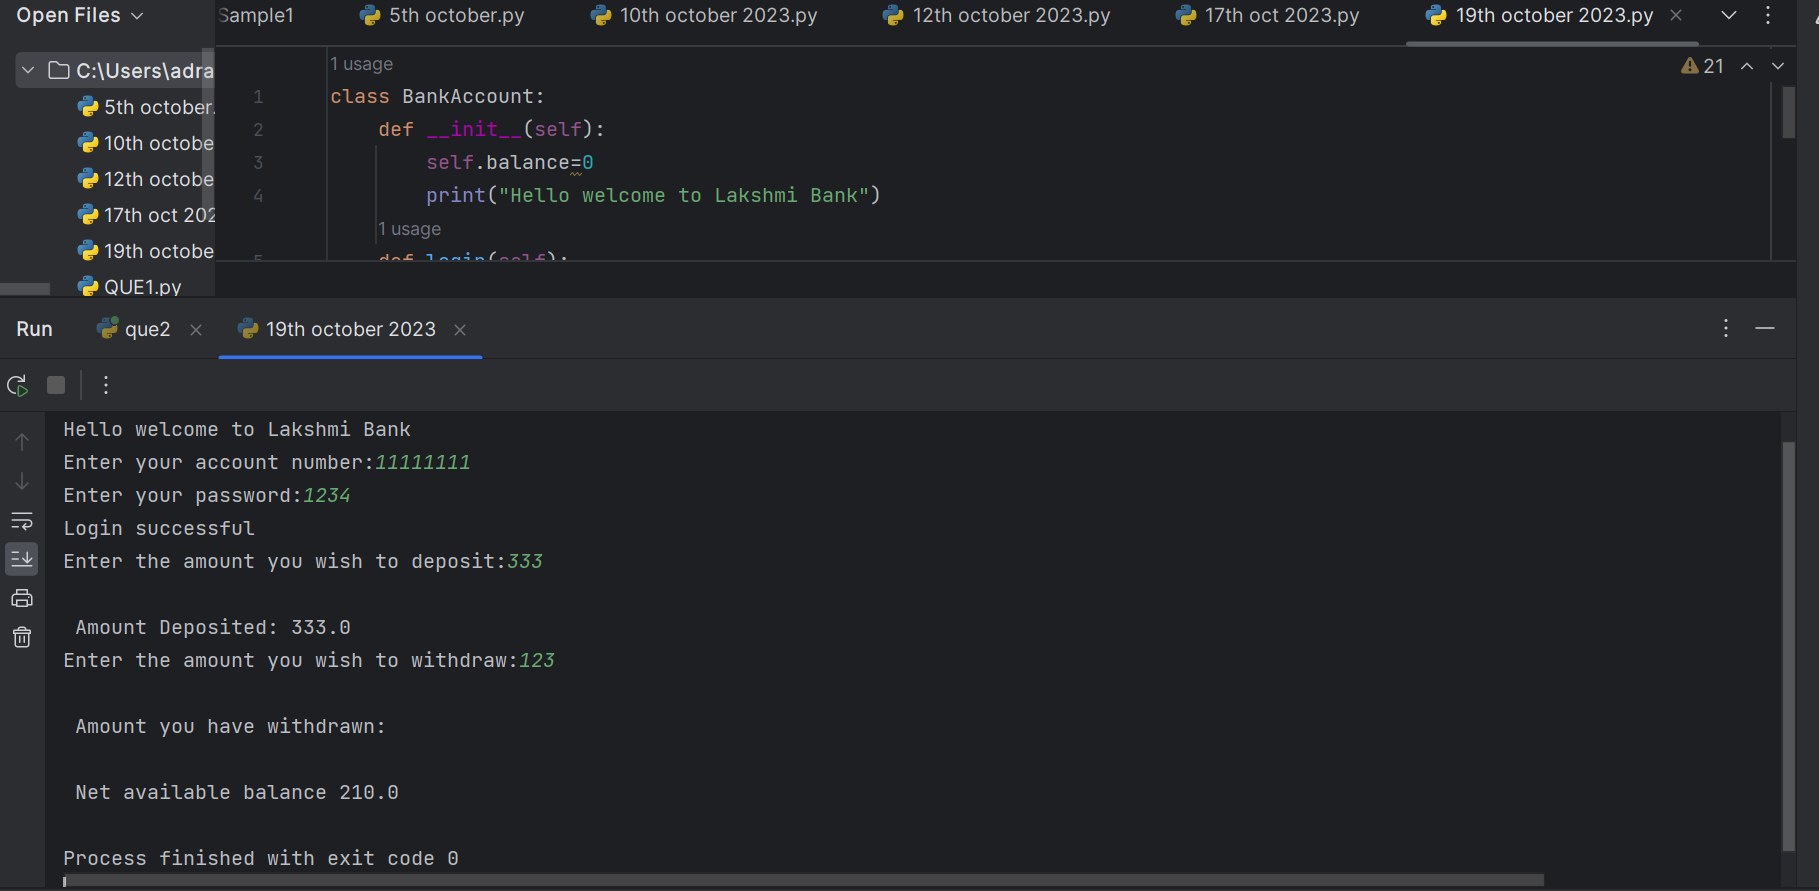 Open Files
Sample1
5th october.py
10th october 2023.py
12th october 2023.py
17th oct 2023.py
19th october 2023.py
C:\Users\adra
5th october.
10th octobe
12th octobe
17th oct 202
19th octobe
QUE1.py
1 usage
21
1 class BankAccount:
2 def __init__(self):
3 self.balance=0
4 print("Hello welcome to Lakshmi Bank")
1 usage
5 def login(self):
Run
que2
19th october 2023
Hello welcome to Lakshmi Bank
Enter your account number:11111111
Enter your password:1234
Login successful
Enter the amount you wish to deposit:333
Amount Deposited: 333.0
Enter the amount you wish to withdraw:123
Amount you have withdrawn:
Net available balance 210.0
Process finished with exit code 0